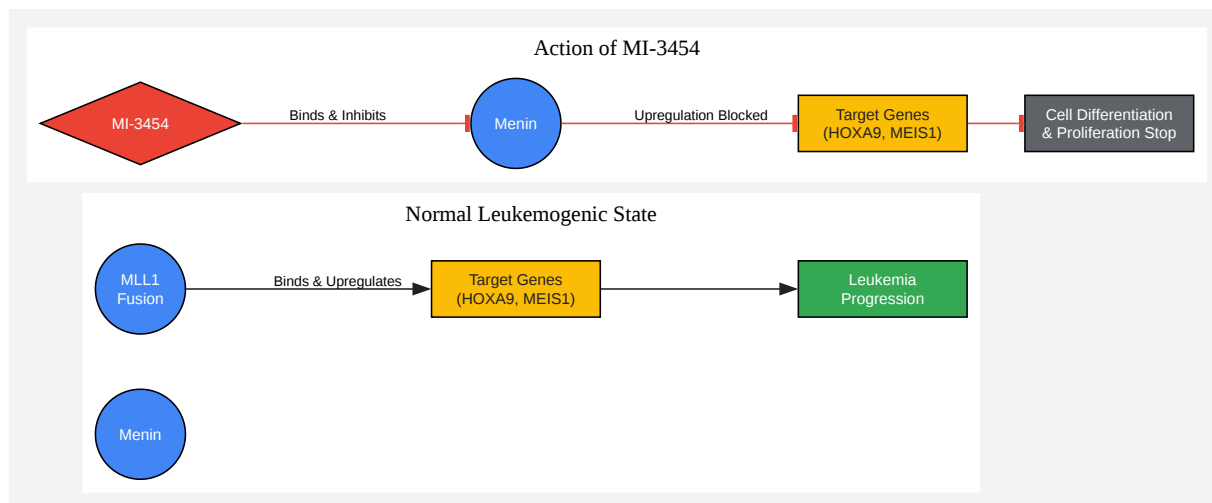 Action of MI-3454
MI-3454
Binds & Inhibits
Menin
Upregulation Blocked
Target Genes
(HOXA9, MEIS1)
Cell Differentiation
& Proliferation Stop
Normal Leukemogenic State
MLL1
Fusion
Binds & Upregulates
Target Genes
(HOXA9, MEIS1)
Leukemia
Progression
Menin